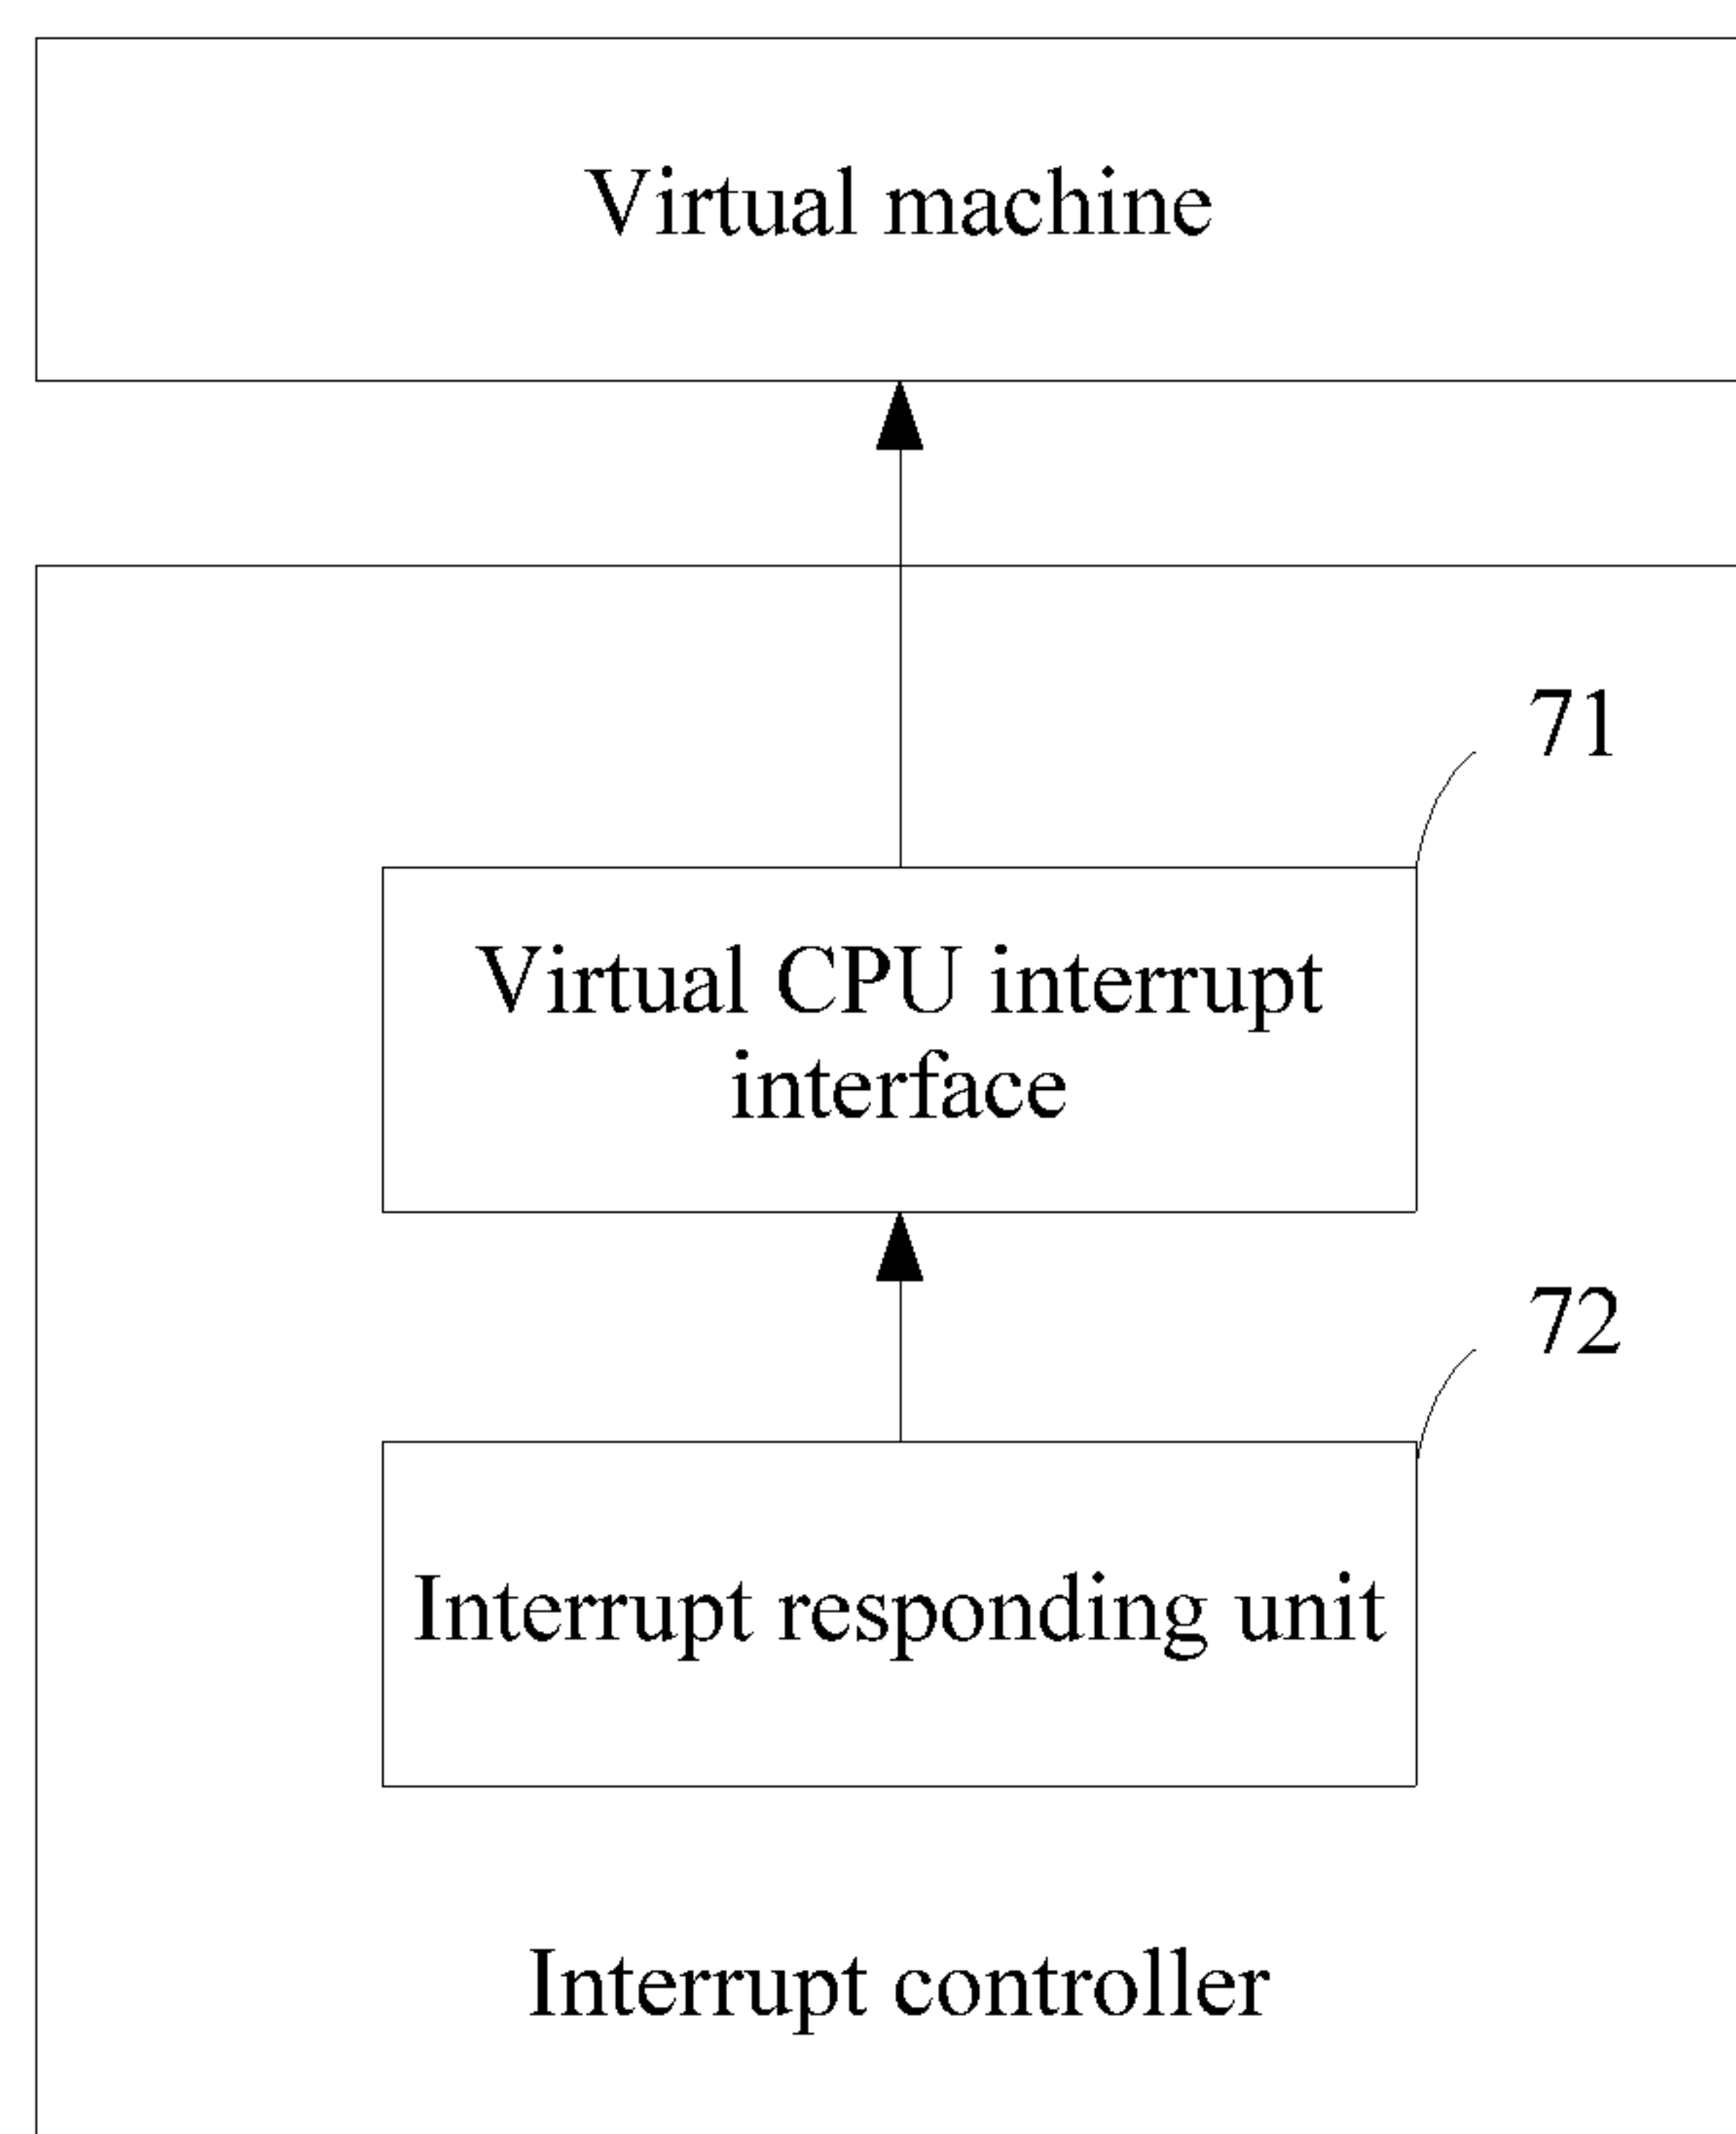 Virtual machine
71
Virtual CPU interrupt
interface
72
Interrupt responding unit
Interrupt controller